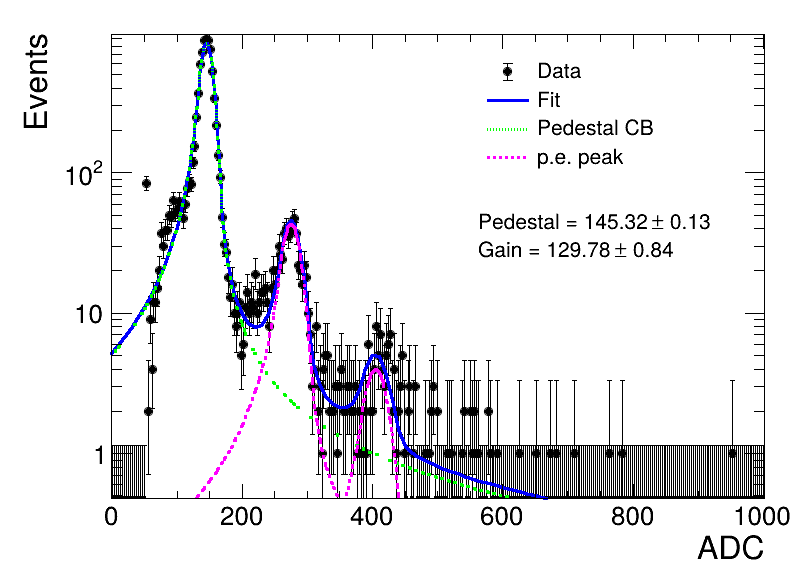 Events
Data
Fit
Pedestal CB
p.e. peak
Pedestal = 145.32 ± 0.13
Gain = 129.78 ± 0.84
10²
10
1
0 200 400 600 800 1000
ADC